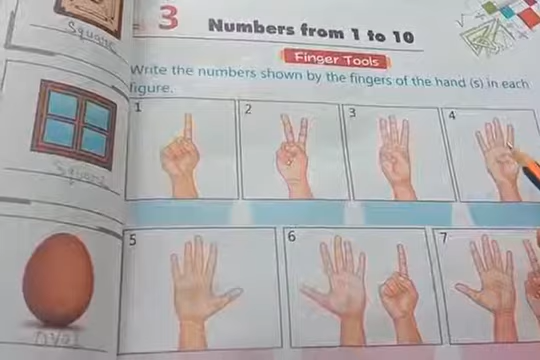 Square
3 Numbers from 1 to 10
Finger Tools
Write the numbers shown by the fingers of the hand (s) in each
figure.
1 2 3 4
Square
5 6 7
oval